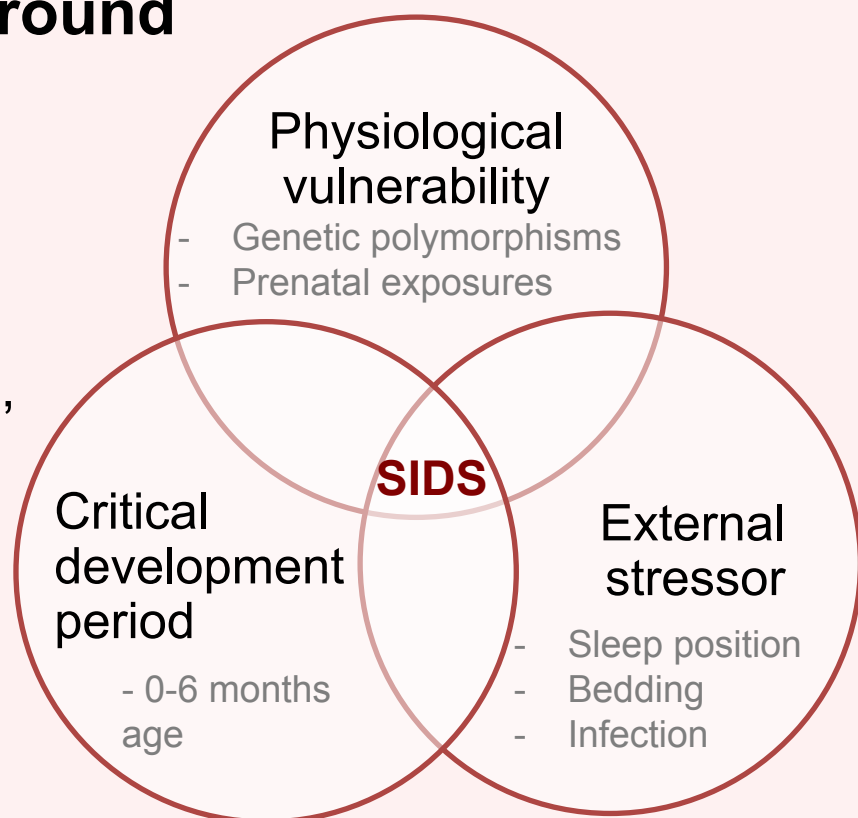 round
Physiological
vulnerability
- Genetic polymorphisms
- Prenatal exposures
,
SIDS
Critical
development
period
- 0-6 months
age
External
stressor
- Sleep position
- Bedding
- Infection